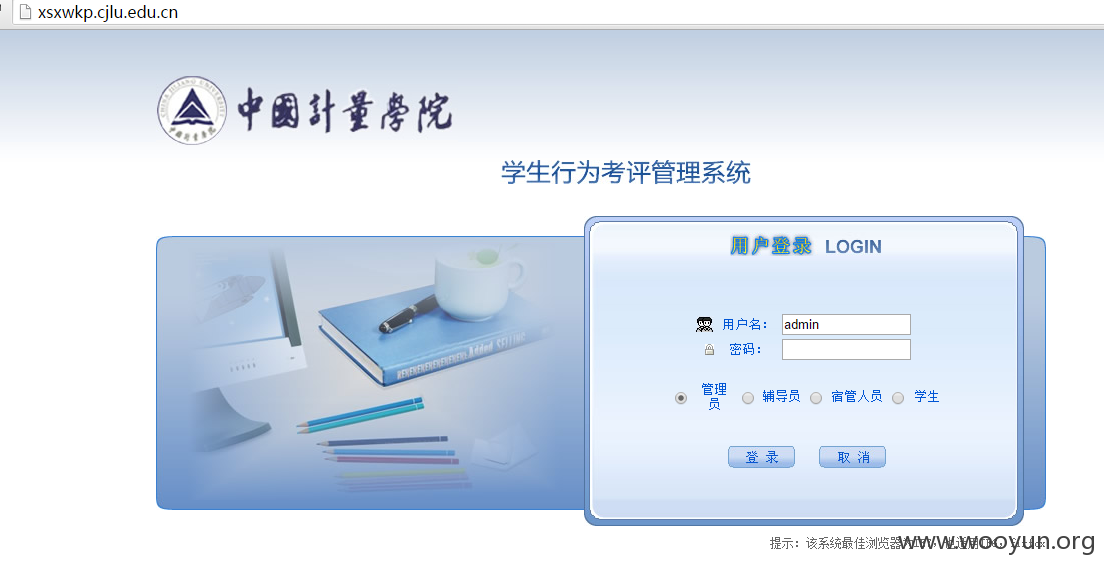 xsxwkp.cjlu.edu.cn
中國計量學院
学生行为考评管理系统
用户登录 LOGIN
用户名: admin
密码:
管理员 辅导员 宿管人员 学生
登 录 取 消
提示: 该系统最佳浏览器
www.wooyun.org